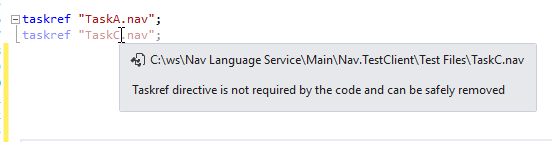 taskref "TaskA.nav";
taskref "TaskC.nav";
C:\ws\Nav Language Service\Main\Nav.TestClient\Test Files\TaskC.nav
Taskref directive is not required by the code and can be safely removed